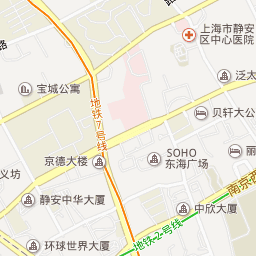 路
上海市静安
区中心医院
泛太
宝城公寓
贝轩大公
地铁7号线
京德大楼
SOHO
东海广场
丽
义坊
静安中华大厦
南京西
中欣大厦
环球世界大厦
地铁2号线